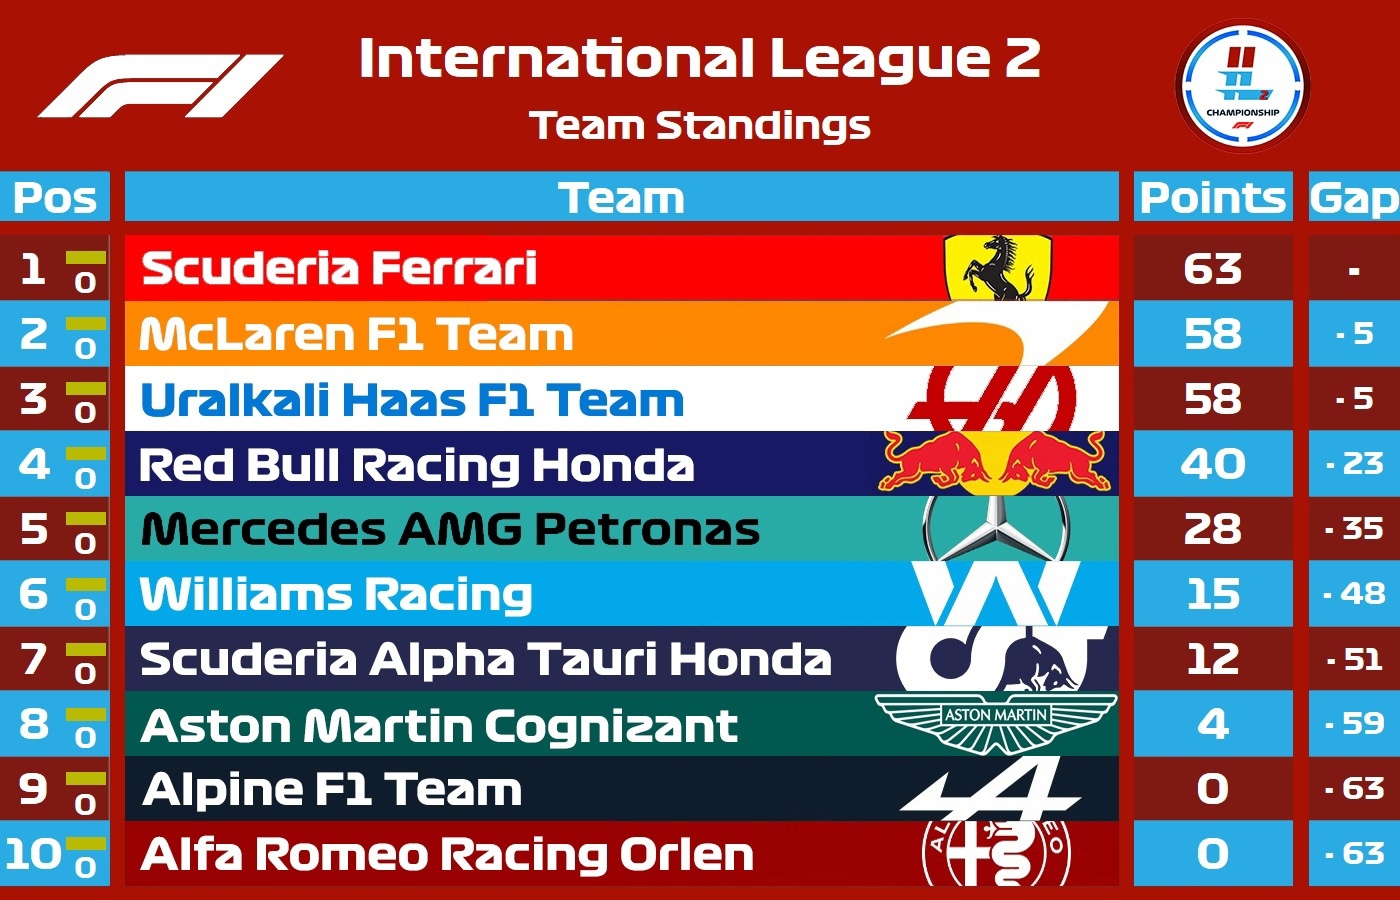 International League 2
Team Standings
2
CHAMPIONSHIP
F1
Pos Team Points Gap
1 0 Scuderia Ferrari 63 -
2 0 McLaren F1 Team 58 - 5
3 0 Uralkali Haas F1 Team 58 - 5
4 0 Red Bull Racing Honda 40 - 23
5 0 Mercedes AMG Petronas 28 - 35
6 0 Williams Racing 15 - 48
7 0 Scuderia Alpha Tauri Honda 12 - 51
8 0 Aston Martin Cognizant ASTON MARTIN 4 - 59
9 0 Alpine F1 Team 0 - 63
10 0 Alfa Romeo Racing Orlen 0 - 63